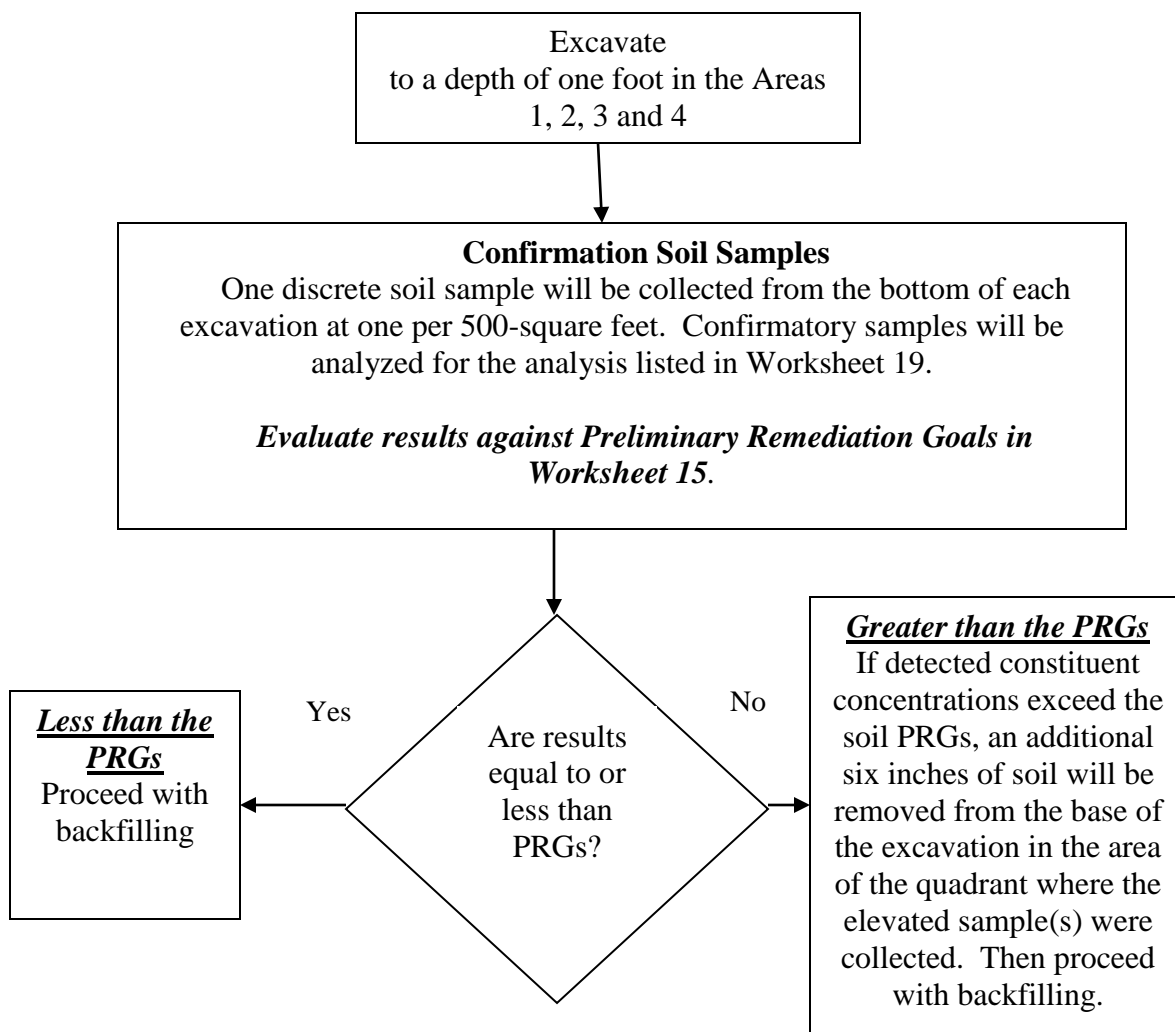 Excavate
to a depth of one foot in the Areas
1, 2, 3 and 4
Confirmation Soil Samples
One discrete soil sample will be collected from the bottom of each
excavation at one per 500-square feet.  Confirmatory samples will be
analyzed for the analysis listed in Worksheet 19.
Evaluate results against Preliminary Remediation Goals in
Worksheet 15.
Less than the
PRGs
Proceed with
backfilling
Yes
Are results
equal to or
less than
PRGs?
No
Greater than the PRGs
If detected constituent
concentrations exceed the
soil PRGs, an additional
six inches of soil will be
removed from the base of
the excavation in the area
of the quadrant where the
elevated sample(s) were
collected.  Then proceed
with backfilling.